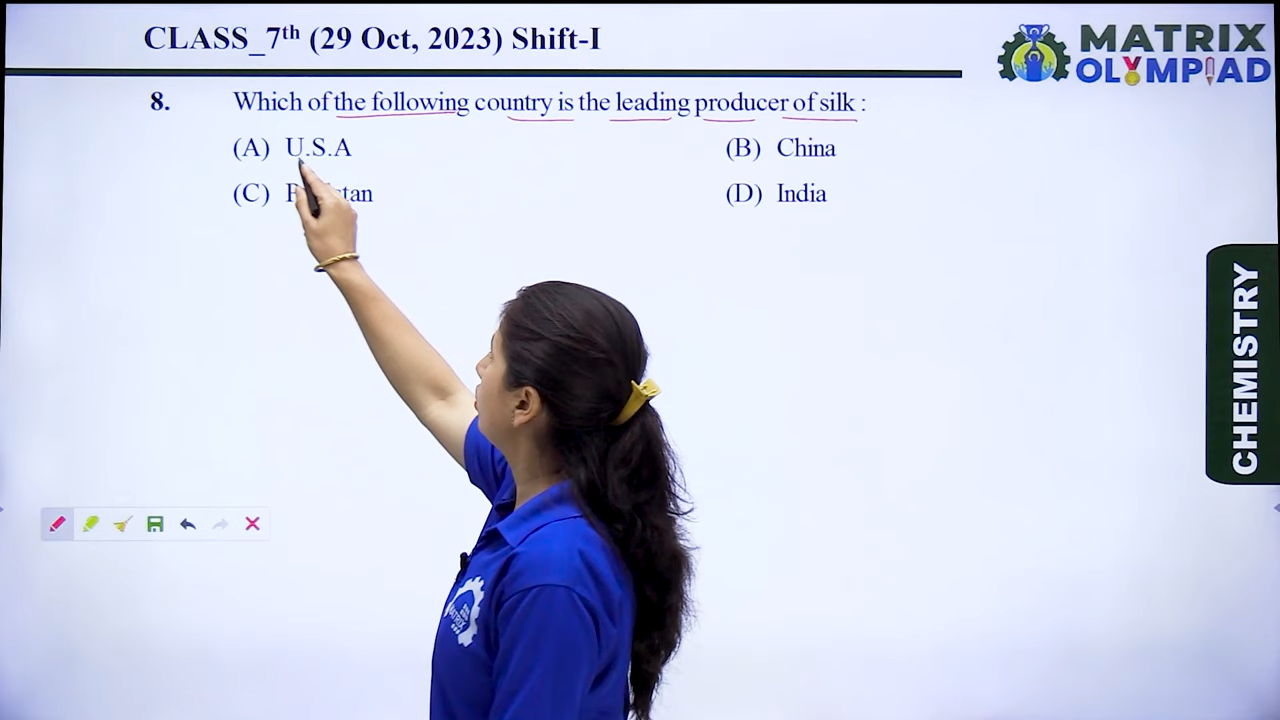 CLASS_7th (29 Oct, 2023) Shift-I
MATRIX
OLYMPIAD
8. Which of the following country is the leading producer of silk :
(A) U.S.A (B) China
(C) (D) India
CHEMISTRY
MATRIX